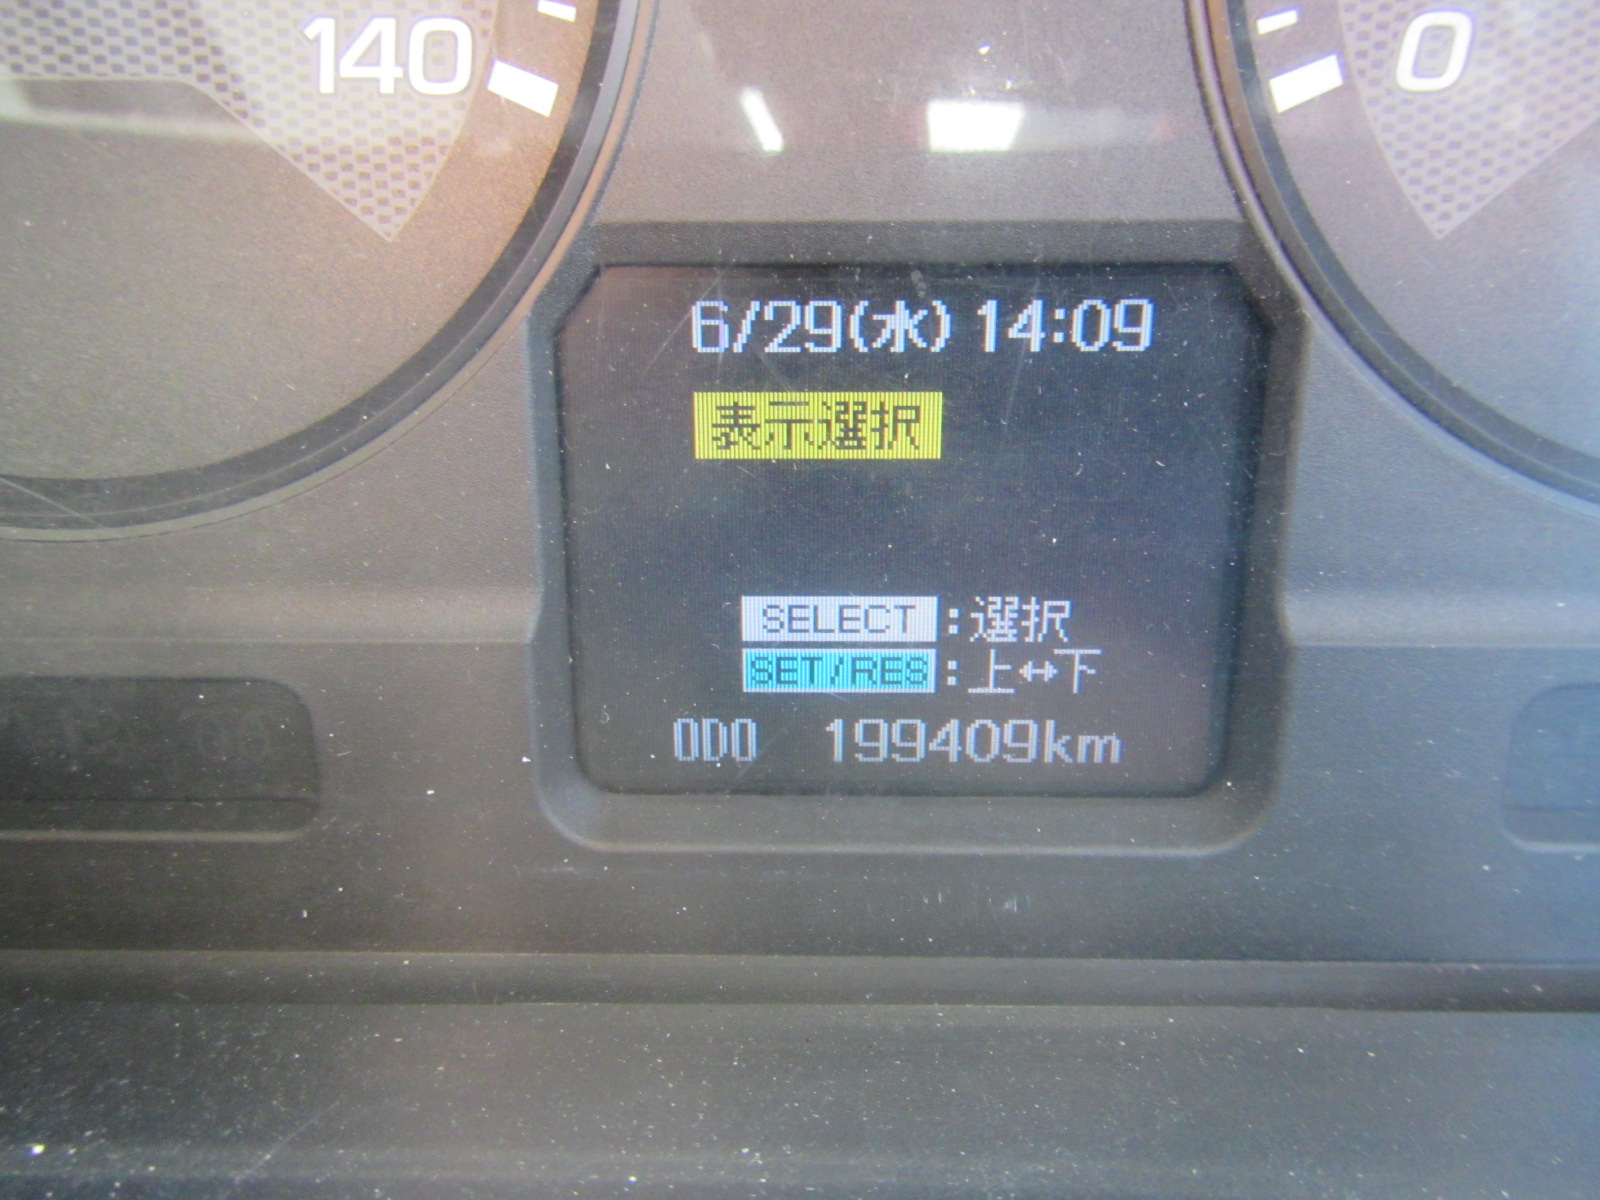 140
0
6/29(水) 14:09
表示選択
SELECT :選択
SET/RES :上↔下
ODO 199409km